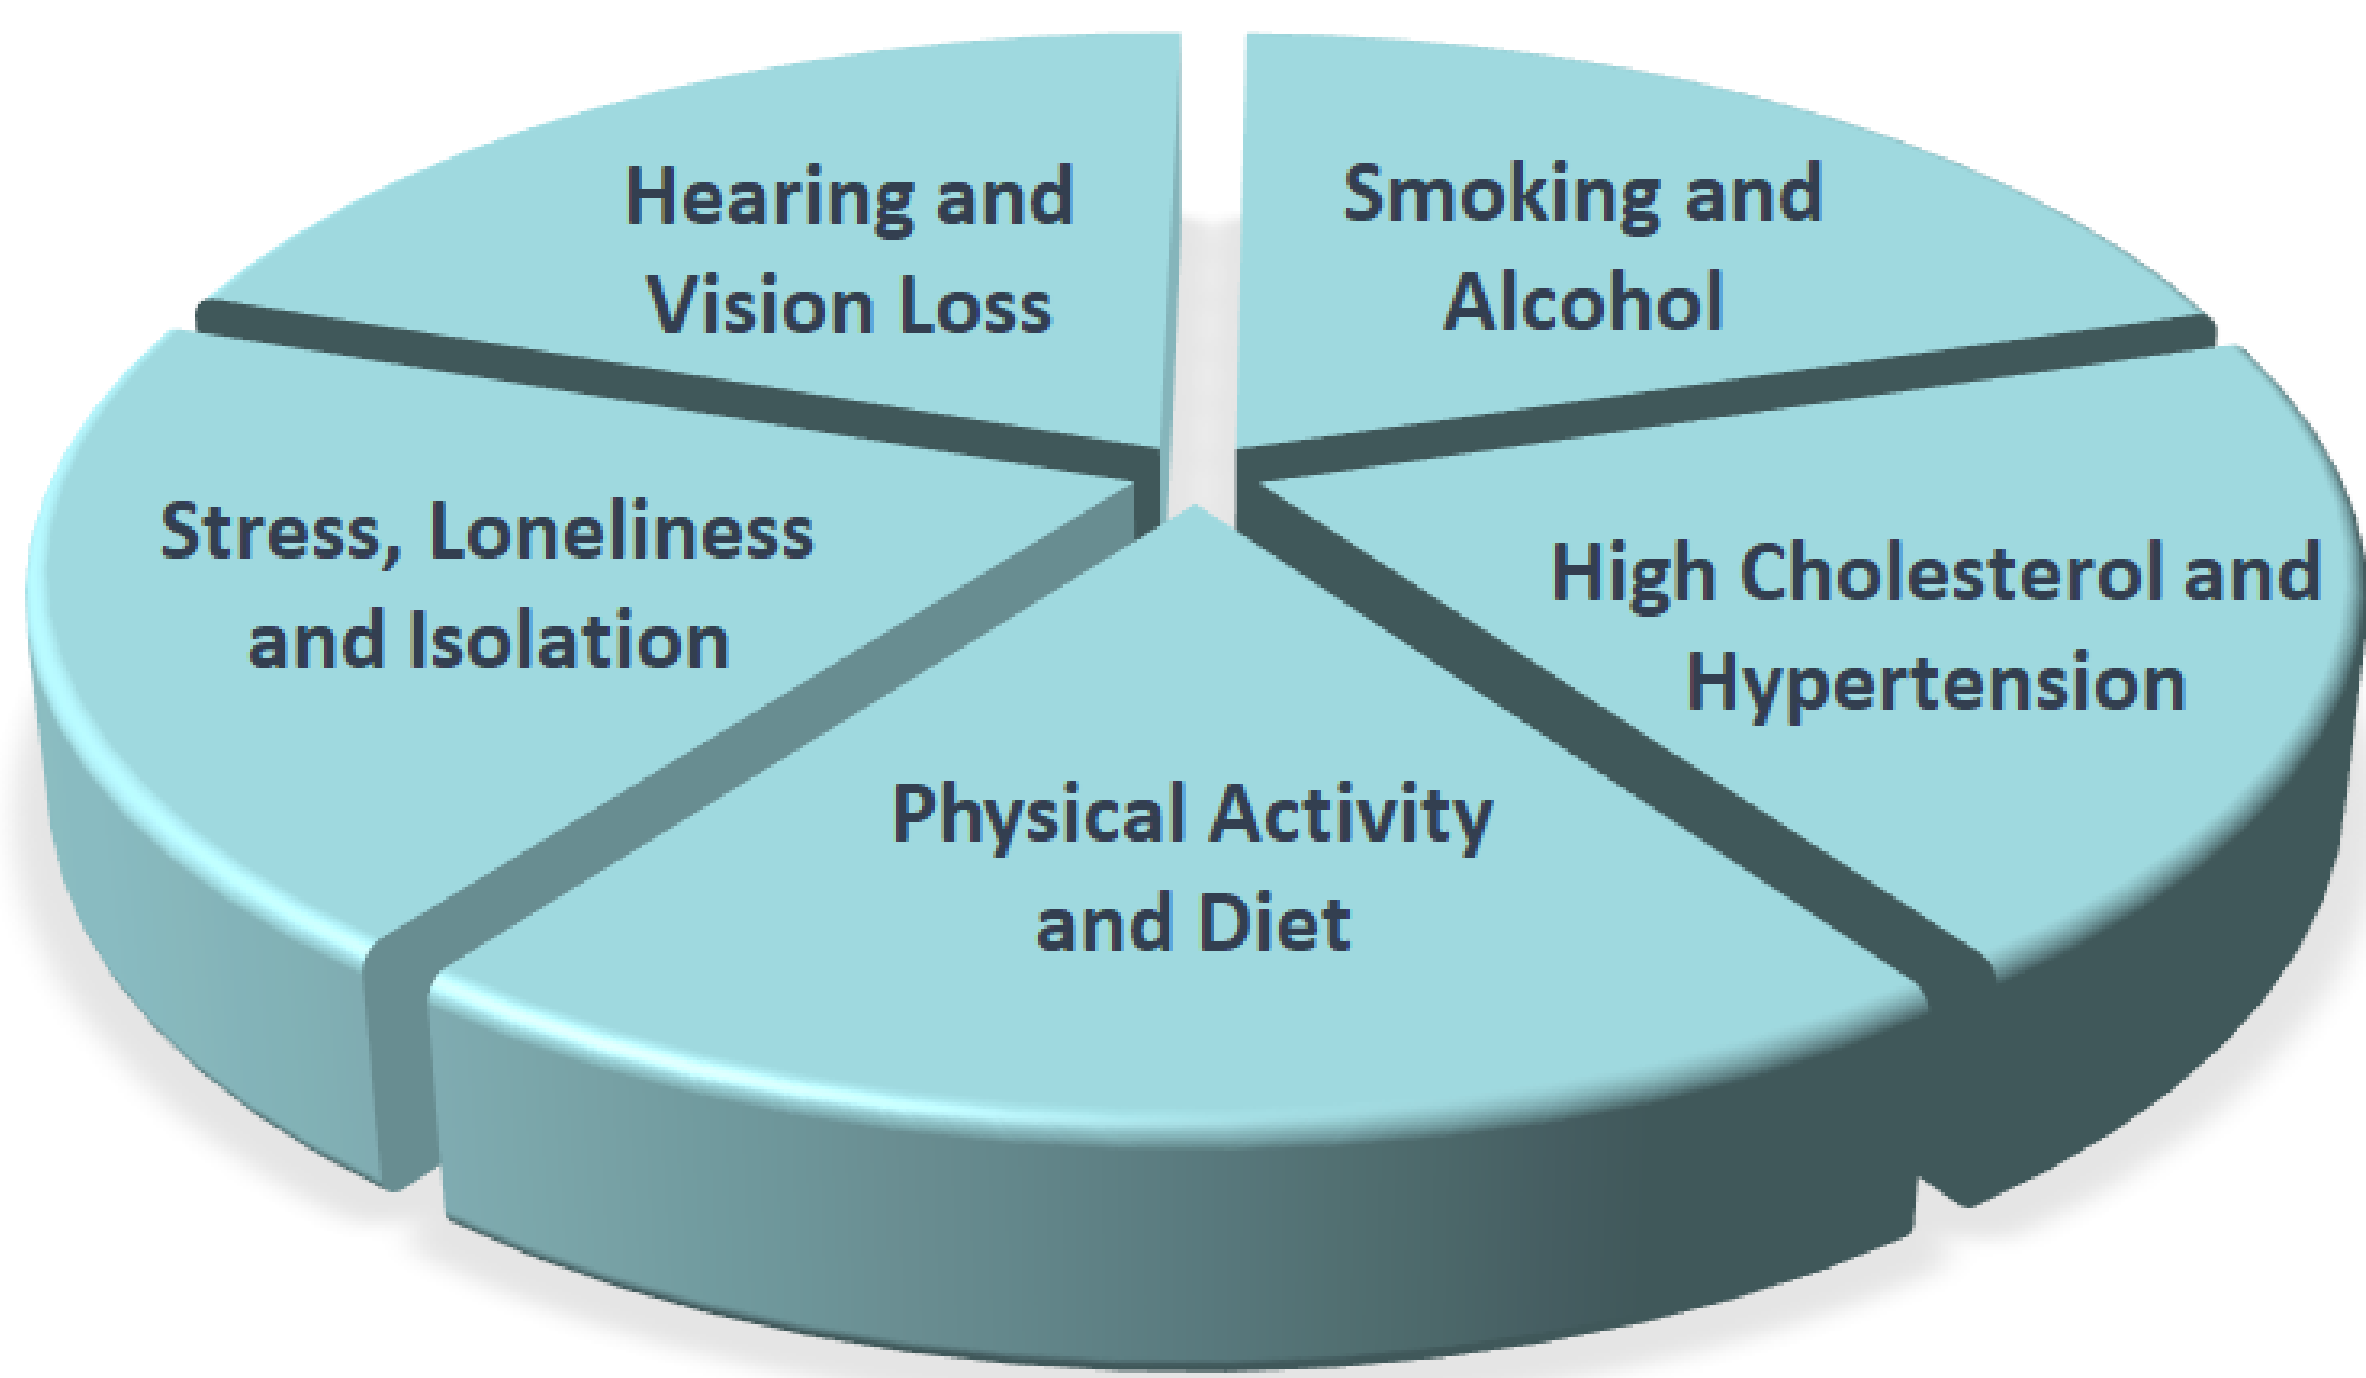 Hearing and
Vision Loss
Smoking and
Alcohol
Stress, Loneliness
and Isolation
High Cholesterol and
Hypertension
Physical Activity
and Diet